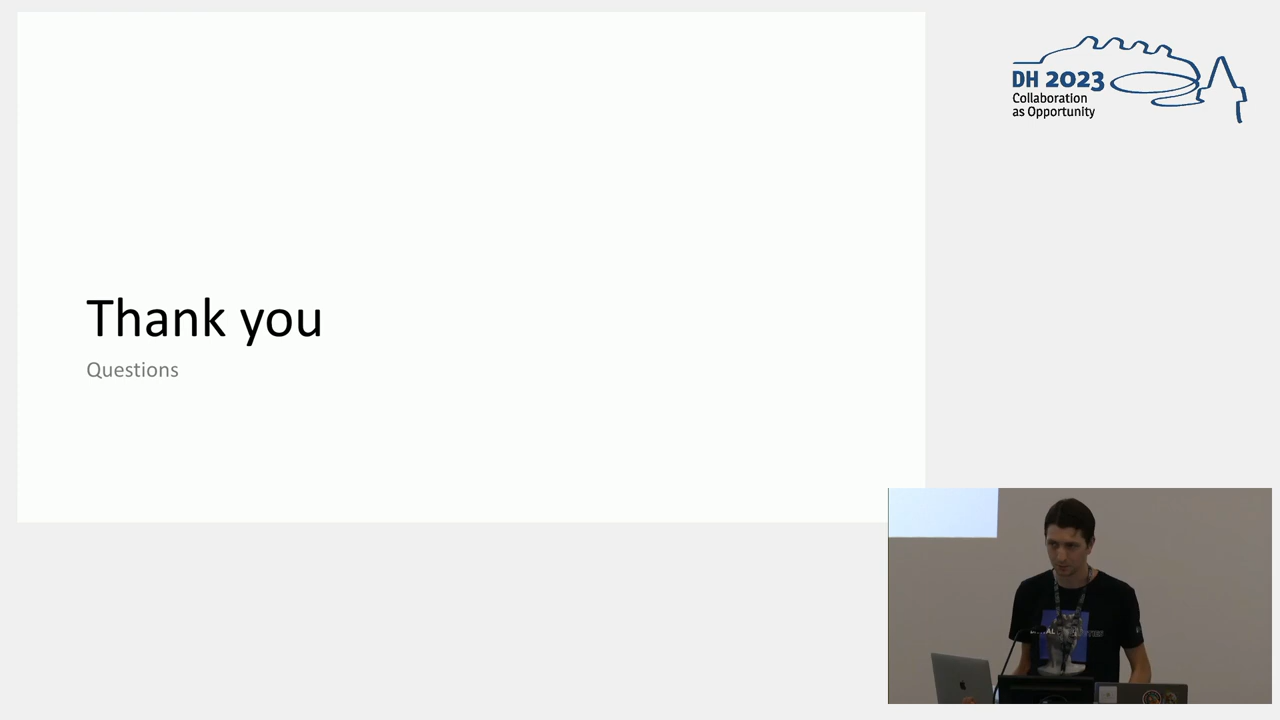 Thank you
Questions
DH 2023
Collaboration
as Opportunity